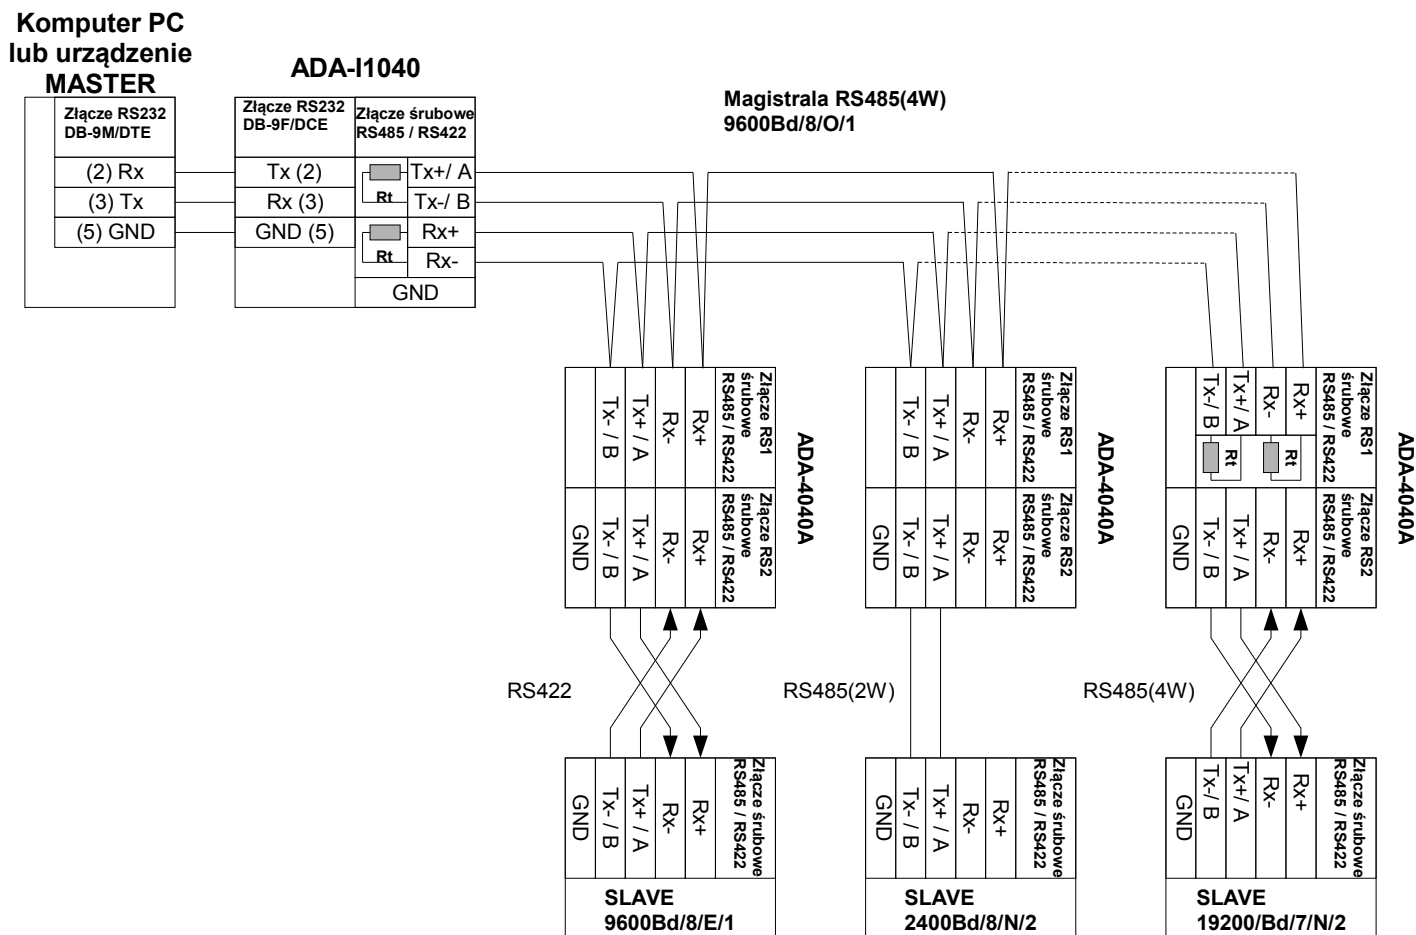 Komputer PC
lub urządzenie
MASTER
ADA-I1040
Magistrala RS485(4W)
9600Bd/8/O/1
Złącze RS232
DB-9M/DTE
(2) Rx
(3) Tx
(5) GND
Złącze RS232
DB-9F/DCE
Tx (2)
Rx (3)
GND (5)
Złącze śrubowe
RS485 / RS422
Rt
Tx+/ A
Tx-/ B
Rt
Rx+
Rx-
GND
Tx- / B
Tx+ / A
Rx-
Rx+
Złącze RS1
śrubowe
RS485 / RS422
GND
Tx- / B
Tx+ / A
Rx-
Rx+
Złącze RS2
śrubowe
RS485 / RS422
ADA-4040A
Tx- / B
Tx+ / A
Rx-
Rx+
Złącze RS1
śrubowe
RS485 / RS422
GND
Tx- / B
Tx+ / A
Rx-
Rx+
Złącze RS2
śrubowe
RS485 / RS422
ADA-4040A
Tx-/ B
Tx+/ A
Rx-
Rx+
Rt
Rt
Złącze RS1
śrubowe
RS485 / RS422
GND
Tx- / B
Tx+ / A
Rx-
Rx+
Złącze RS2
śrubowe
RS485 / RS422
ADA-4040A
RS422
RS485(2W)
RS485(4W)
GND
Tx- / B
Tx+ / A
Rx-
Rx+
Złącze śrubowe
RS485 / RS422
SLAVE
9600Bd/8/E/1
GND
Tx- / B
Tx+ / A
Rx-
Rx+
Złącze śrubowe
RS485 / RS422
SLAVE
2400Bd/8/N/2
GND
Tx-/ B
Tx+/ A
Rx-
Rx+
Złącze śrubowe
RS485 / RS422
SLAVE
19200/Bd/7/N/2